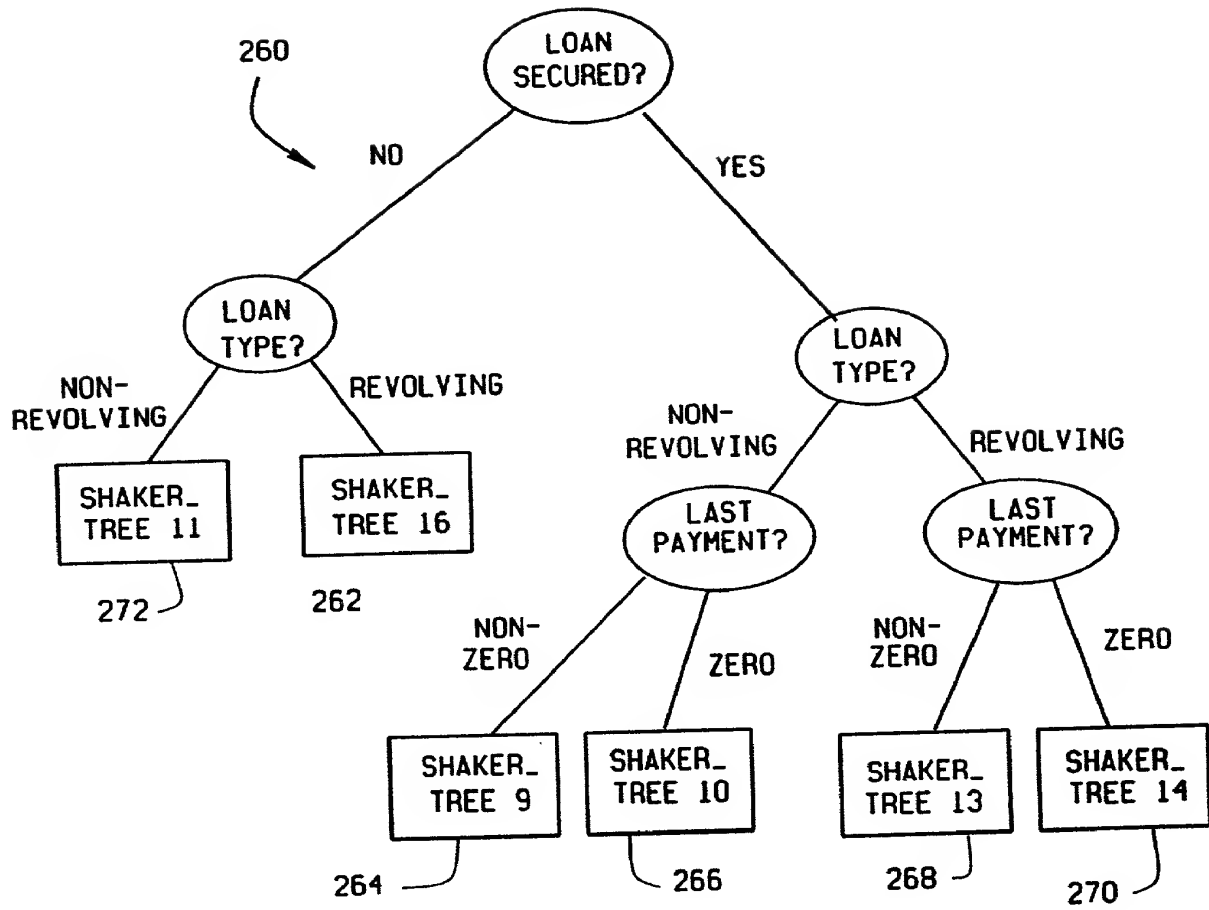 LOAN
SECURED?
260
NO
YES
LOAN
TYPE?
LOAN
TYPE?
NON-
REVOLVING
REVOLVING
NON-
REVOLVING
REVOLVING
SHAKER_
TREE 11
SHAKER_
TREE 16
LAST
PAYMENT?
LAST
PAYMENT?
272
262
NON-
ZERO
ZERO
NON-
ZERO
ZERO
SHAKER_
TREE 9
SHAKER_
TREE 10
SHAKER_
TREE 13
SHAKER_
TREE 14
264
266
268
270